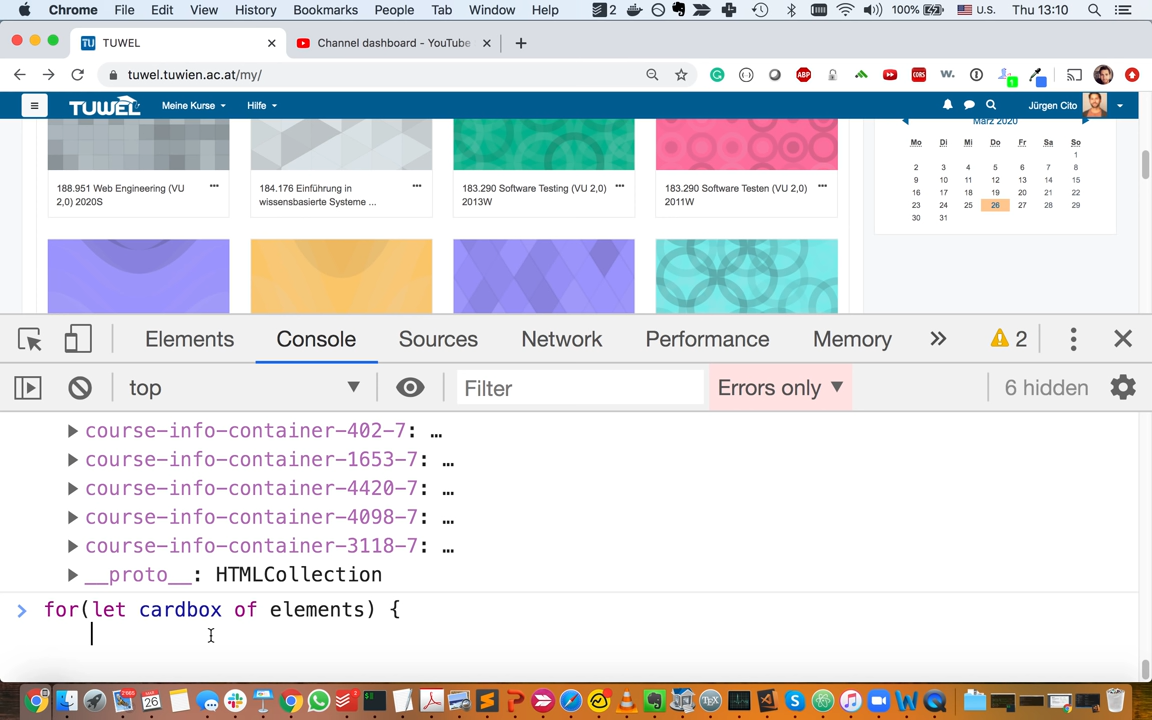 Chrome File Edit View History Bookmarks People Tab Window Help 2 100% U.S. Thu 13:10
TU TUWEL Channel dashboard - YouTube
tuwel.tuwien.ac.at/my/ ABP CORS W. 1
TUWEL Meine Kurse Hilfe Jürgen Cito
März 2020
Mo Di Mi Do Fr Sa So
1
2 3 4 5 6 7 8
9 10 11 12 13 14 15
16 17 18 19 20 21 22
23 24 25 26 27 28 29
30 31
188.951 Web Engineering (VU
2,0) 2020S
184.176 Einführung in
wissensbasierte Systeme ...
183.290 Software Testing (VU 2,0)
2013W
183.290 Software Testen (VU 2,0)
2011W
Elements Console Sources Network Performance Memory » 2
top Filter Errors only 6 hidden
course-info-container-402-7: …
course-info-container-1653-7: …
course-info-container-4420-7: …
course-info-container-4098-7: …
course-info-container-3118-7: …
__proto__: HTMLCollection
> for(let cardbox of elements) {